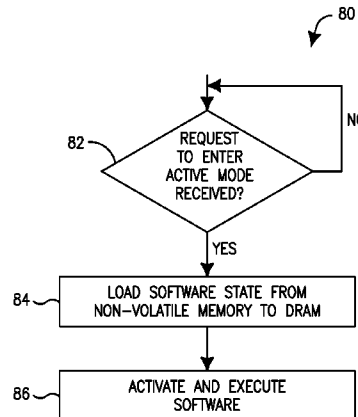 80
82
REQUEST
TO ENTER
ACTIVE MODE
RECEIVED?
NO
YES
84
LOAD SOFTWARE STATE FROM
NON-VOLATILE MEMORY TO DRAM
86
ACTIVATE AND EXECUTE
SOFTWARE